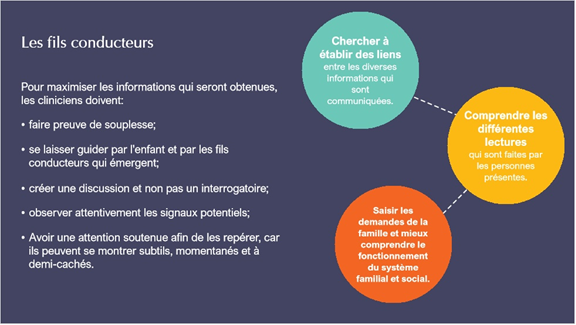 Les fils conducteurs
Pour maximiser les informations qui seront obtenues,
les cliniciens doivent:
• faire preuve de souplesse;
• se laisser guider par l'enfant et par les fils
conducteurs qui émergent;
• créer une discussion et non pas un interrogatoire;
• observer attentivement les signaux potentiels;
• Avoir une attention soutenue afin de les repérer, car
ils peuvent se montrer subtils, momentanés et à
demi-cachés.
Chercher à
établir des liens
entre les diverses
informations qui
sont
communiquées.
Comprendre les
différentes
lectures
qui sont faites par
les personnes
présentes.
Saisir les
demandes de la
famille et mieux
comprendre le
fonctionnement
du système
familial et social.